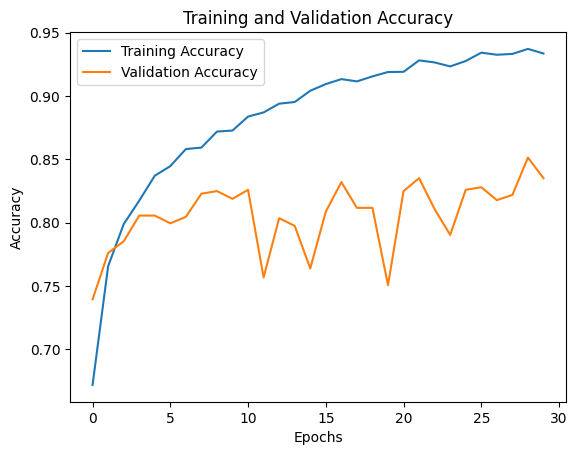 Training and Validation Accuracy
Training Accuracy
Validation Accuracy
0.95
0.90
0.85
0.80
0.75
0.70
Accuracy
0 5 10 15 20 25 30
Epochs